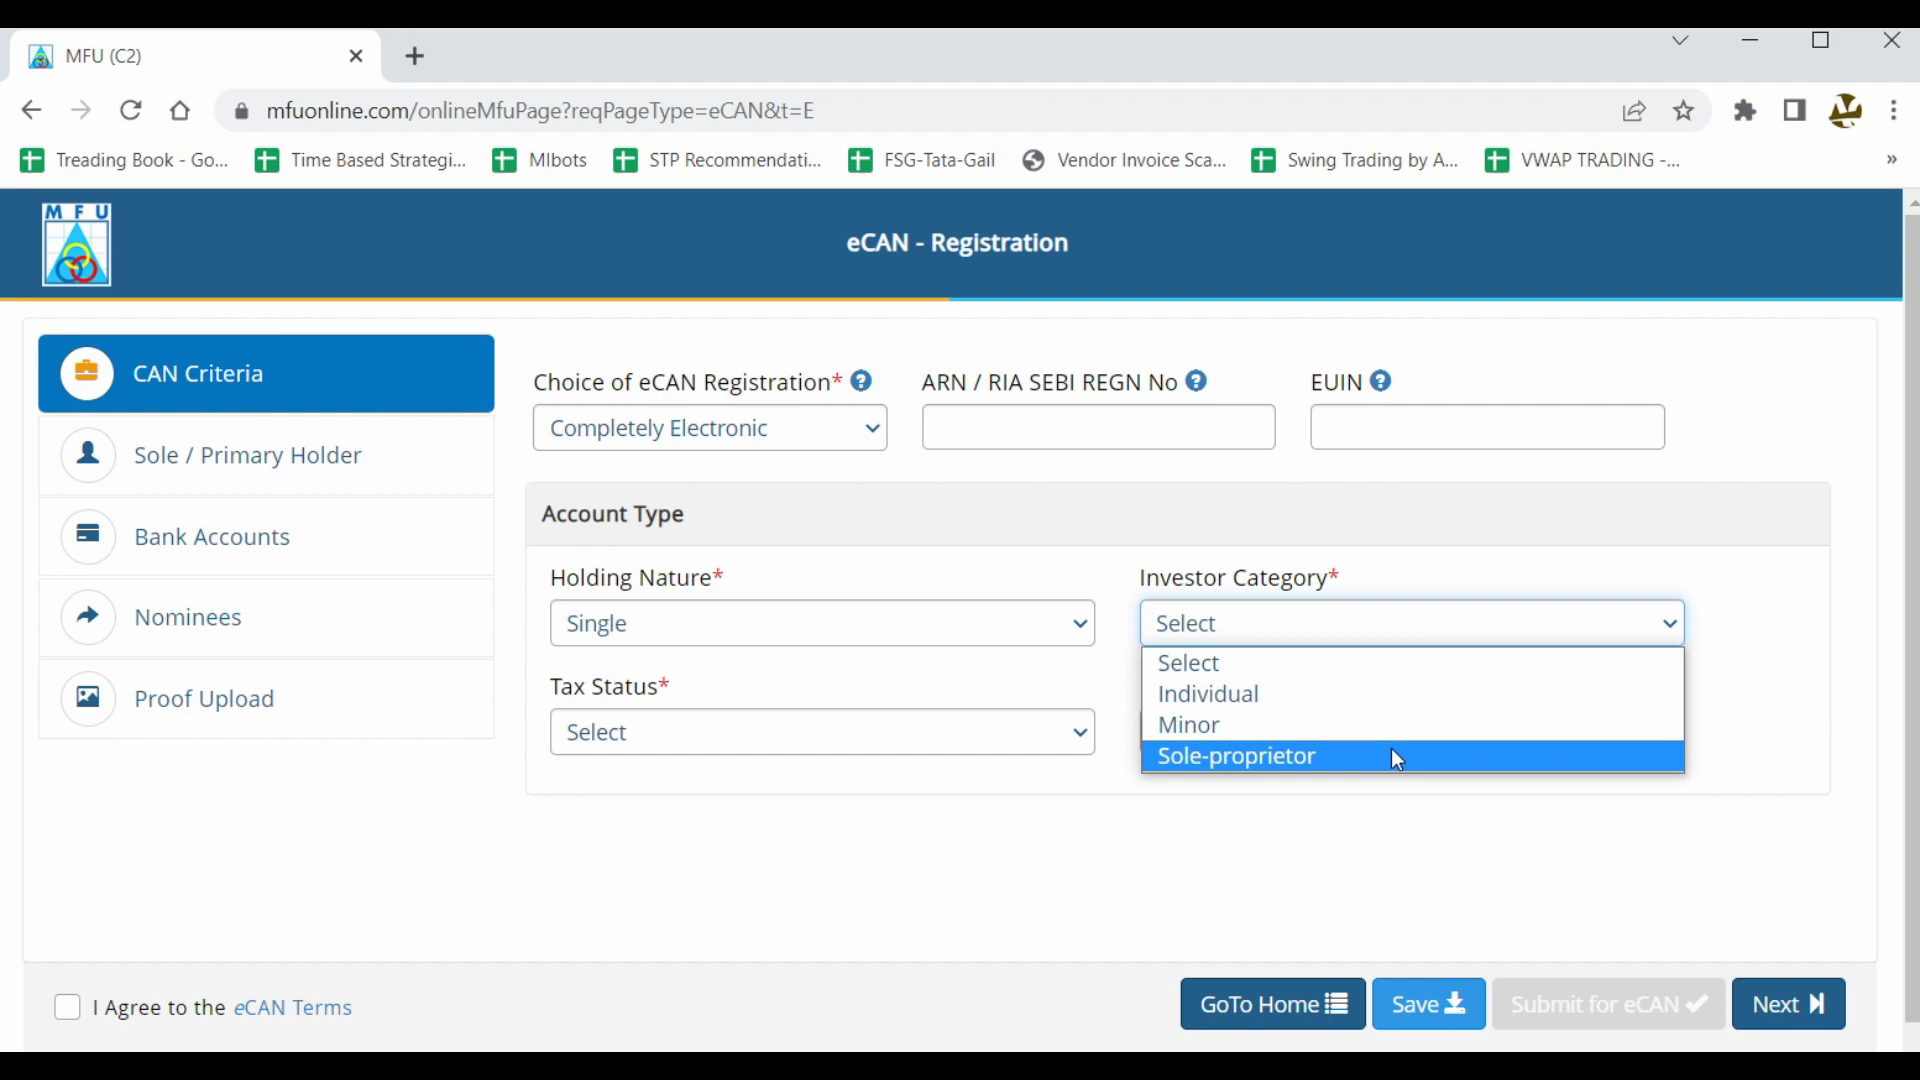 MFU (C2)
mfuonline.com/onlineMfuPage?reqPageType=eCAN&t=E
Treading Book - Go... Time Based Strategi... MIbots STP Recommendati... FSG-Tata-Gail Vendor Invoice Sca... Swing Trading by A... VWAP TRADING -... »
M F U
eCAN - Registration
CAN Criteria
Sole / Primary Holder
Bank Accounts
Nominees
Proof Upload
Choice of eCAN Registration* ? ARN / RIA SEBI REGN No ? EUIN ?
Completely Electronic
Account Type
Holding Nature* Investor Category*
Single Select
Select
Individual
Minor
Sole-proprietor
Tax Status*
Select
I Agree to the eCAN Terms
GoTo Home Save Submit for eCAN Next